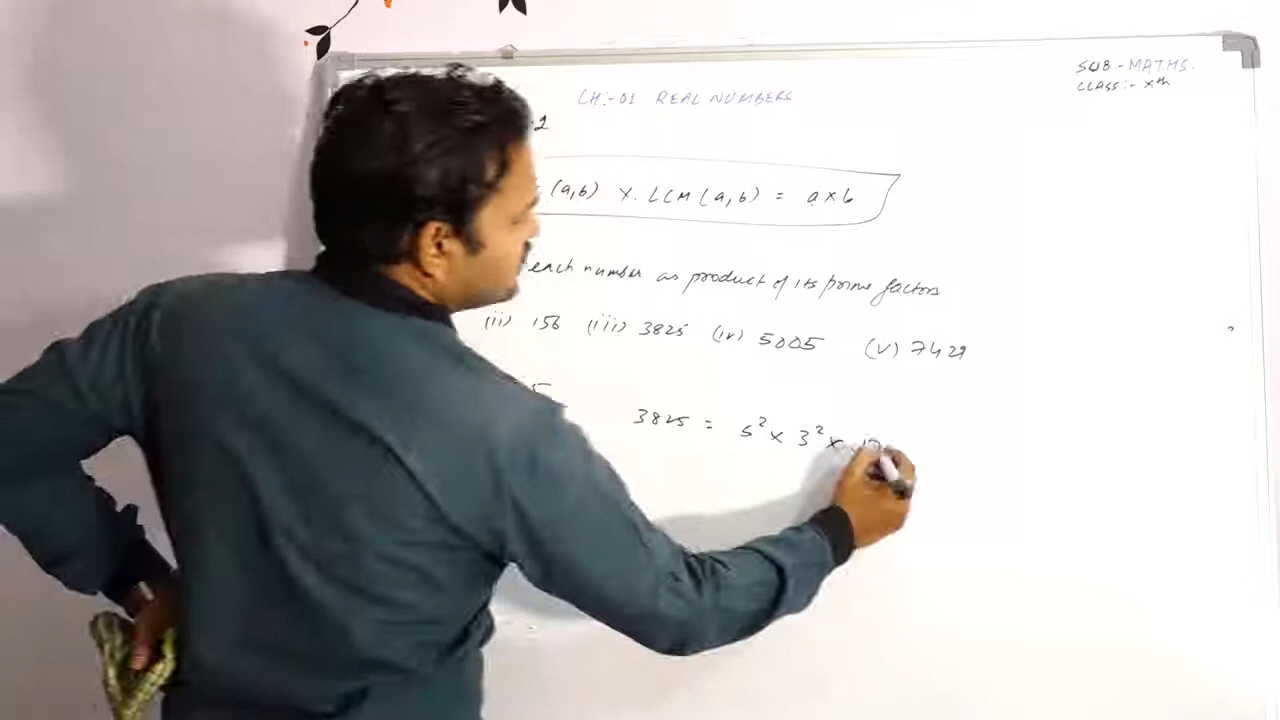 SUB:- MATHS.
CLASS:- Xth
CH:-01 REAL NUMBERS
(a,b) X. LCM (a,b) = a x b
each number as product of its prime factors
(ii) 156 (iii) 3825 (iv) 5005 (v) 7429
3825 = 5² x 3² x